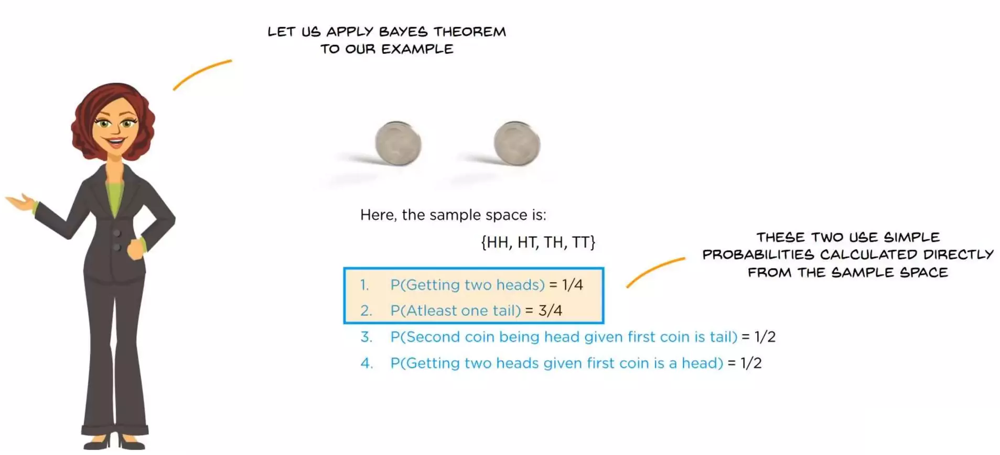 LET US APPLY BAYES THEOREM
TO OUR EXAMPLE
Here, the sample space is:
{HH, HT, TH, TT}
THESE TWO USE SIMPLE
PROBABILITIES CALCULATED DIRECTLY
FROM THE SAMPLE SPACE
1. P(Getting two heads) = 1/4
2. P(Atleast one tail) = 3/4
3. P(Second coin being head given first coin is tail) = 1/2
4. P(Getting two heads given first coin is a head) = 1/2